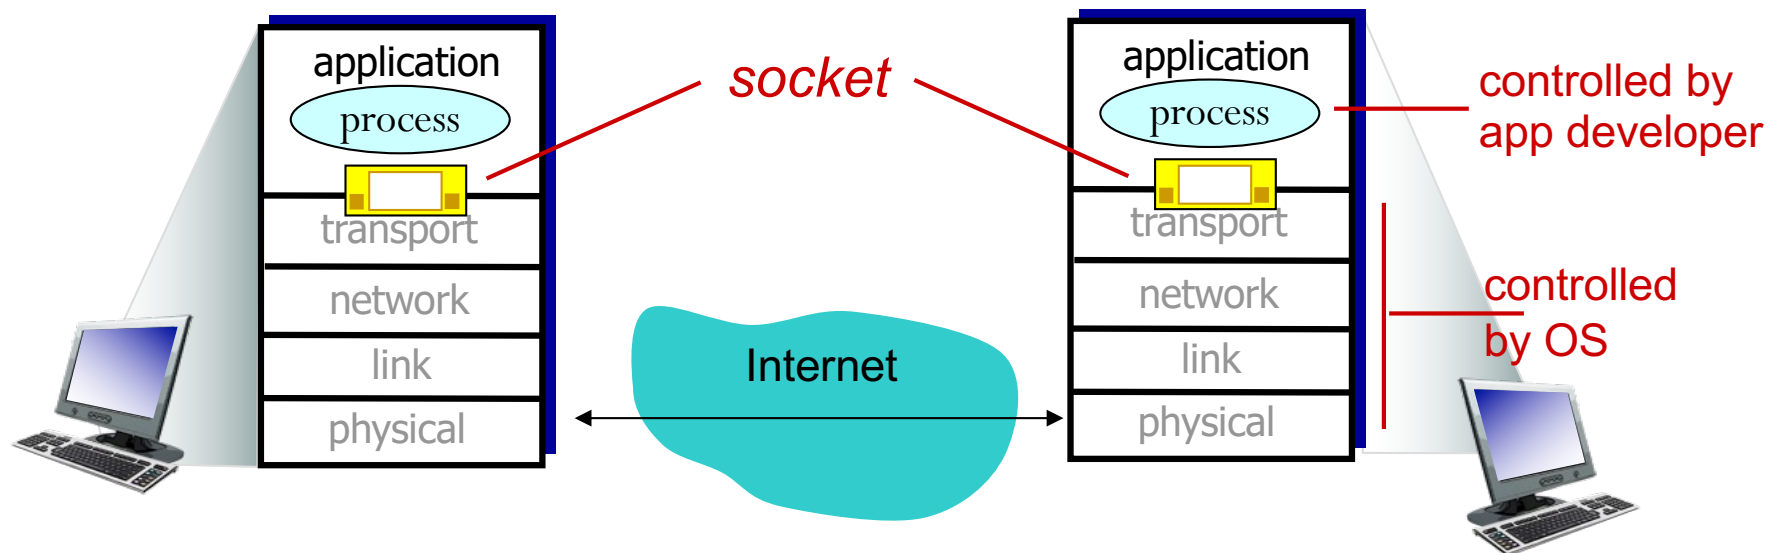 application
process
transport
network
link
physical
socket
Internet
application
process
transport
network
link
physical
controlled by
app developer
controlled
by OS